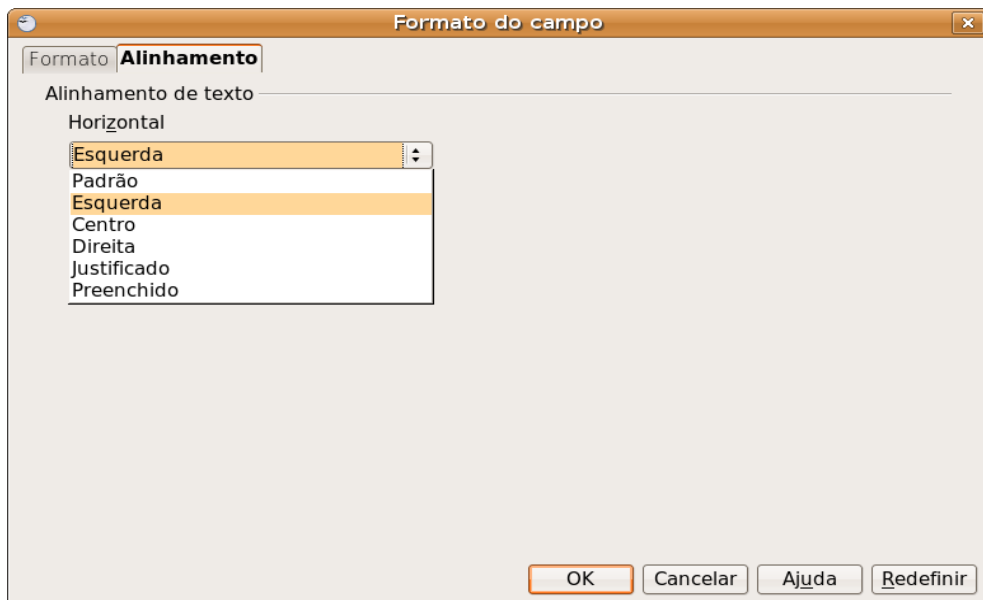 Formato do campo
Formato Alinhamento
Alinhamento de texto
Horizontal
Esquerda
Padrão
Esquerda
Centro
Direita
Justificado
Preenchido
OK Cancelar Ajuda Redefinir